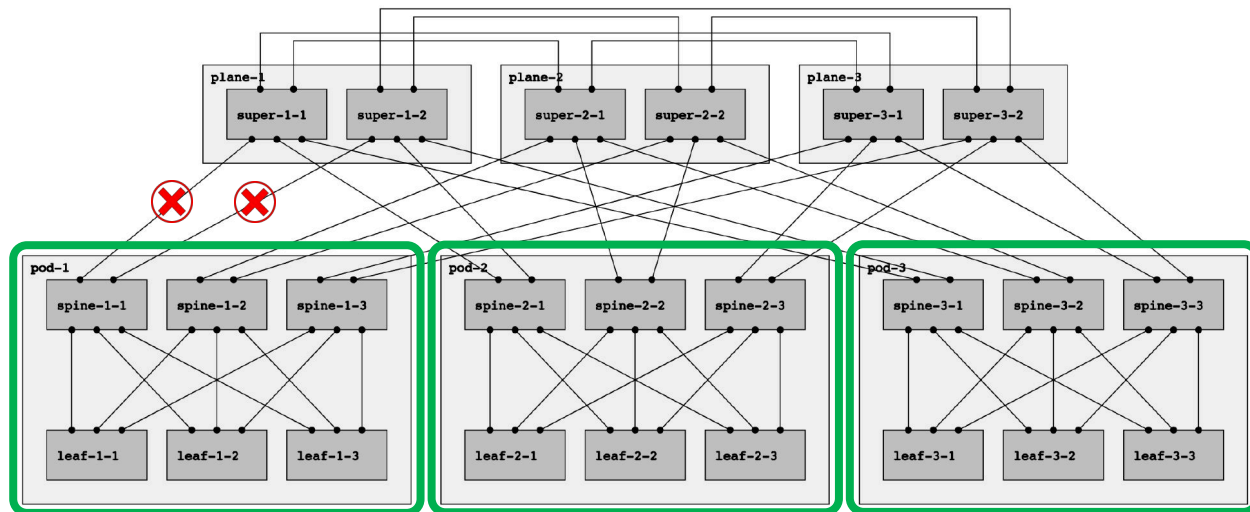 plane-1
plane-2
plane-3
super-1-1
super-1-2
super-2-1
super-2-2
super-3-1
super-3-2
pod-1
pod-2
pod-3
spine-1-1
spine-1-2
spine-1-3
spine-2-1
spine-2-2
spine-2-3
spine-3-1
spine-3-2
spine-3-3
leaf-1-1
leaf-1-2
leaf-1-3
leaf-2-1
leaf-2-2
leaf-2-3
leaf-3-1
leaf-3-2
leaf-3-3